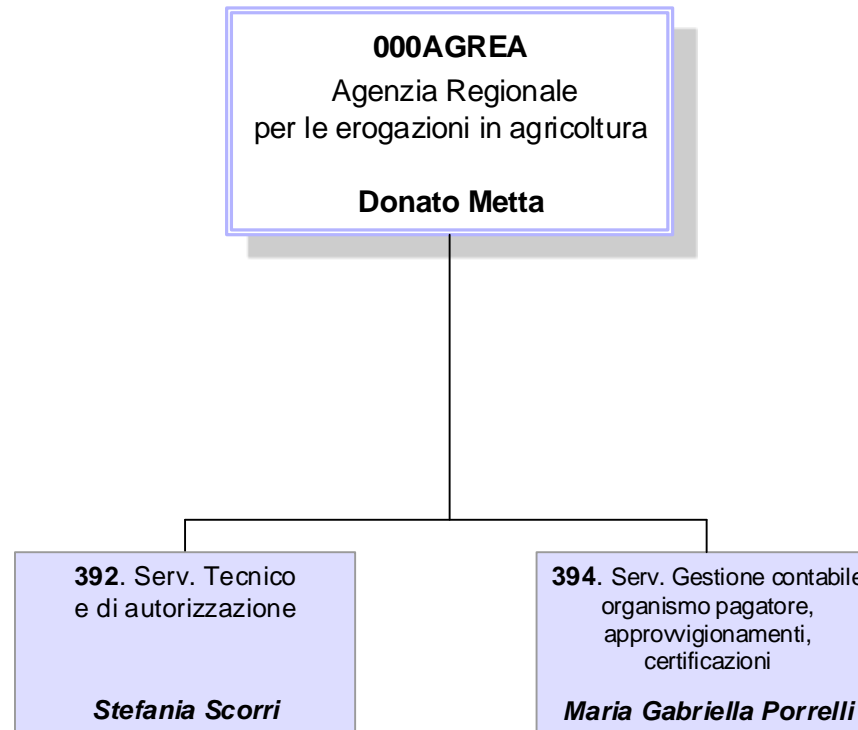 000AGREA
Agenzia Regionale
per le erogazioni in agricoltura
Donato Metta
392. Serv. Tecnico
e di autorizzazione
Stefania Scorri
394. Serv. Gestione contabile
organismo pagatore,
approvvigionamenti,
certificazioni
Maria Gabriella Porrelli